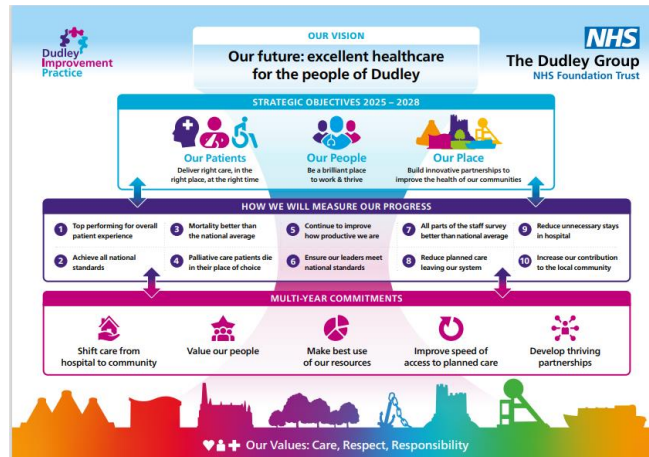 Dudley
Improvement
Practice
OUR VISION
Our future: excellent healthcare
for the people of Dudley
NHS
The Dudley Group
NHS Foundation Trust
STRATEGIC OBJECTIVES 2025 – 2028
Our Patients
Deliver right care, in the
right place, at the right time
Our People
Be a brilliant place
to work & thrive
Our Place
Build innovative partnerships to
improve the health of our communities
HOW WE WILL MEASURE OUR PROGRESS
1 Top performing for overall
patient experience
2 Achieve all national
standards
3 Mortality better than
the national average
4 Palliative care patients die
in their place of choice
5 Continue to improve
how productive we are
6 Ensure our leaders meet
national standards
7 All parts of the staff survey
better than national average
8 Reduce planned care
leaving our system
9 Reduce unnecessary stays
in hospital
10 Increase our contribution
to the local community
MULTI-YEAR COMMITMENTS
Shift care from
hospital to community
Value our people
Make best use
of our resources
Improve speed of
access to planned care
Develop thriving
partnerships
Our Values: Care, Respect, Responsibility